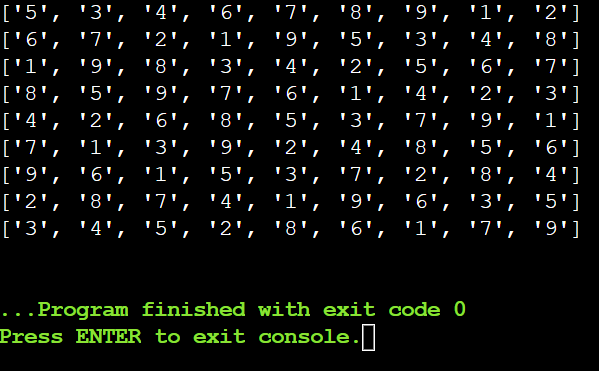 ['5', '3', '4', '6', '7', '8', '9', '1', '2']
['6', '7', '2', '1', '9', '5', '3', '4', '8']
['1', '9', '8', '3', '4', '2', '5', '6', '7']
['8', '5', '9', '7', '6', '1', '4', '2', '3']
['4', '2', '6', '8', '5', '3', '7', '9', '1']
['7', '1', '3', '9', '2', '4', '8', '5', '6']
['9', '6', '1', '5', '3', '7', '2', '8', '4']
['2', '8', '7', '4', '1', '9', '6', '3', '5']
['3', '4', '5', '2', '8', '6', '1', '7', '9']
...Program finished with exit code 0
Press ENTER to exit console.